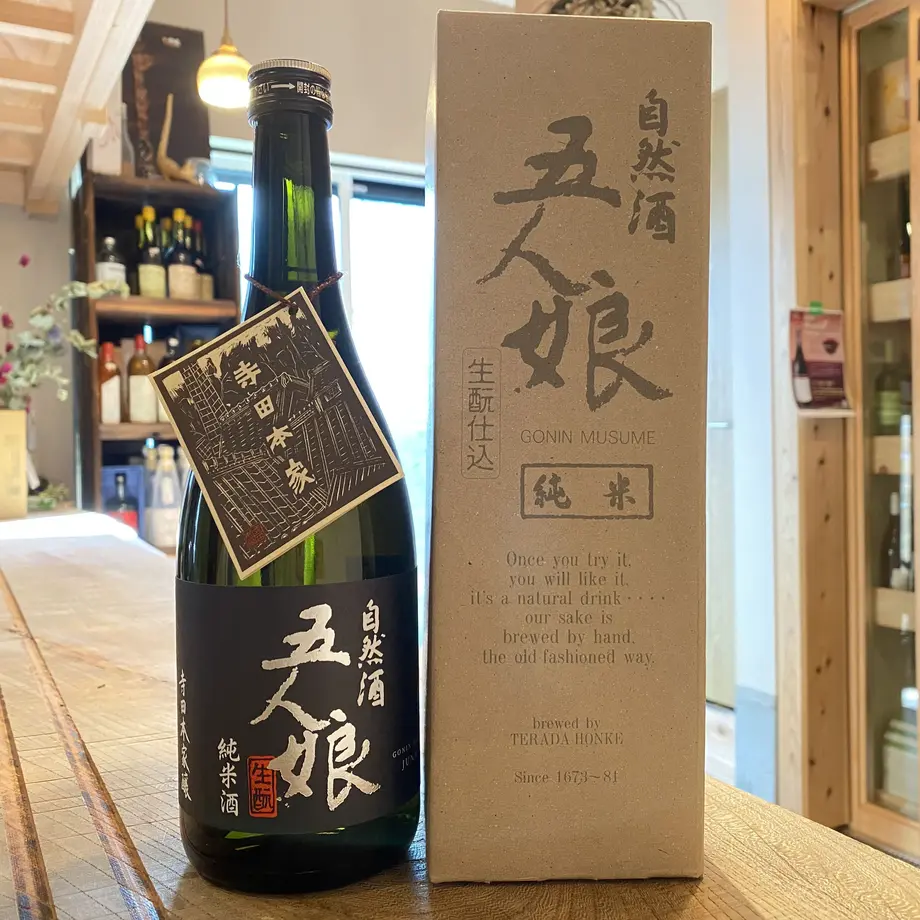 開封の
寺田本家
自然酒
五人娘
寺田本家醸
純米酒
生酛
自然酒
五人娘
生酛仕込
GONIN MUSUME
純米
Once you try it,
you will like it,
it's a natural drink・・・・
our sake is
brewed by hand,
the old fashioned way.
brewed by
TERADA HONKE
Since 1673~81